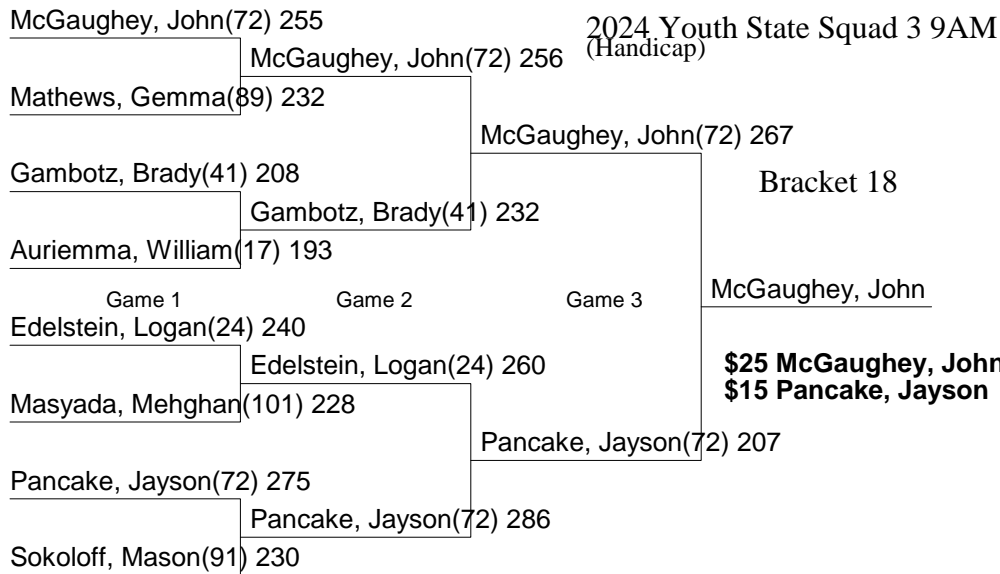 McGaughey, John(72) 255
2024 Youth State Squad 3 9AM
(Handicap)
McGaughey, John(72) 256
Mathews, Gemma(89) 232
McGaughey, John(72) 267
Gambotz, Brady(41) 208
Bracket 18
Gambotz, Brady(41) 232
Auriemma, William(17) 193
Game 1
Game 2
Game 3
McGaughey, John
Edelstein, Logan(24) 240
Edelstein, Logan(24) 260
$25 McGaughey, John
$15 Pancake, Jayson
Masyada, Mehghan(101) 228
Pancake, Jayson(72) 207
Pancake, Jayson(72) 275
Pancake, Jayson(72) 286
Sokoloff, Mason(91) 230